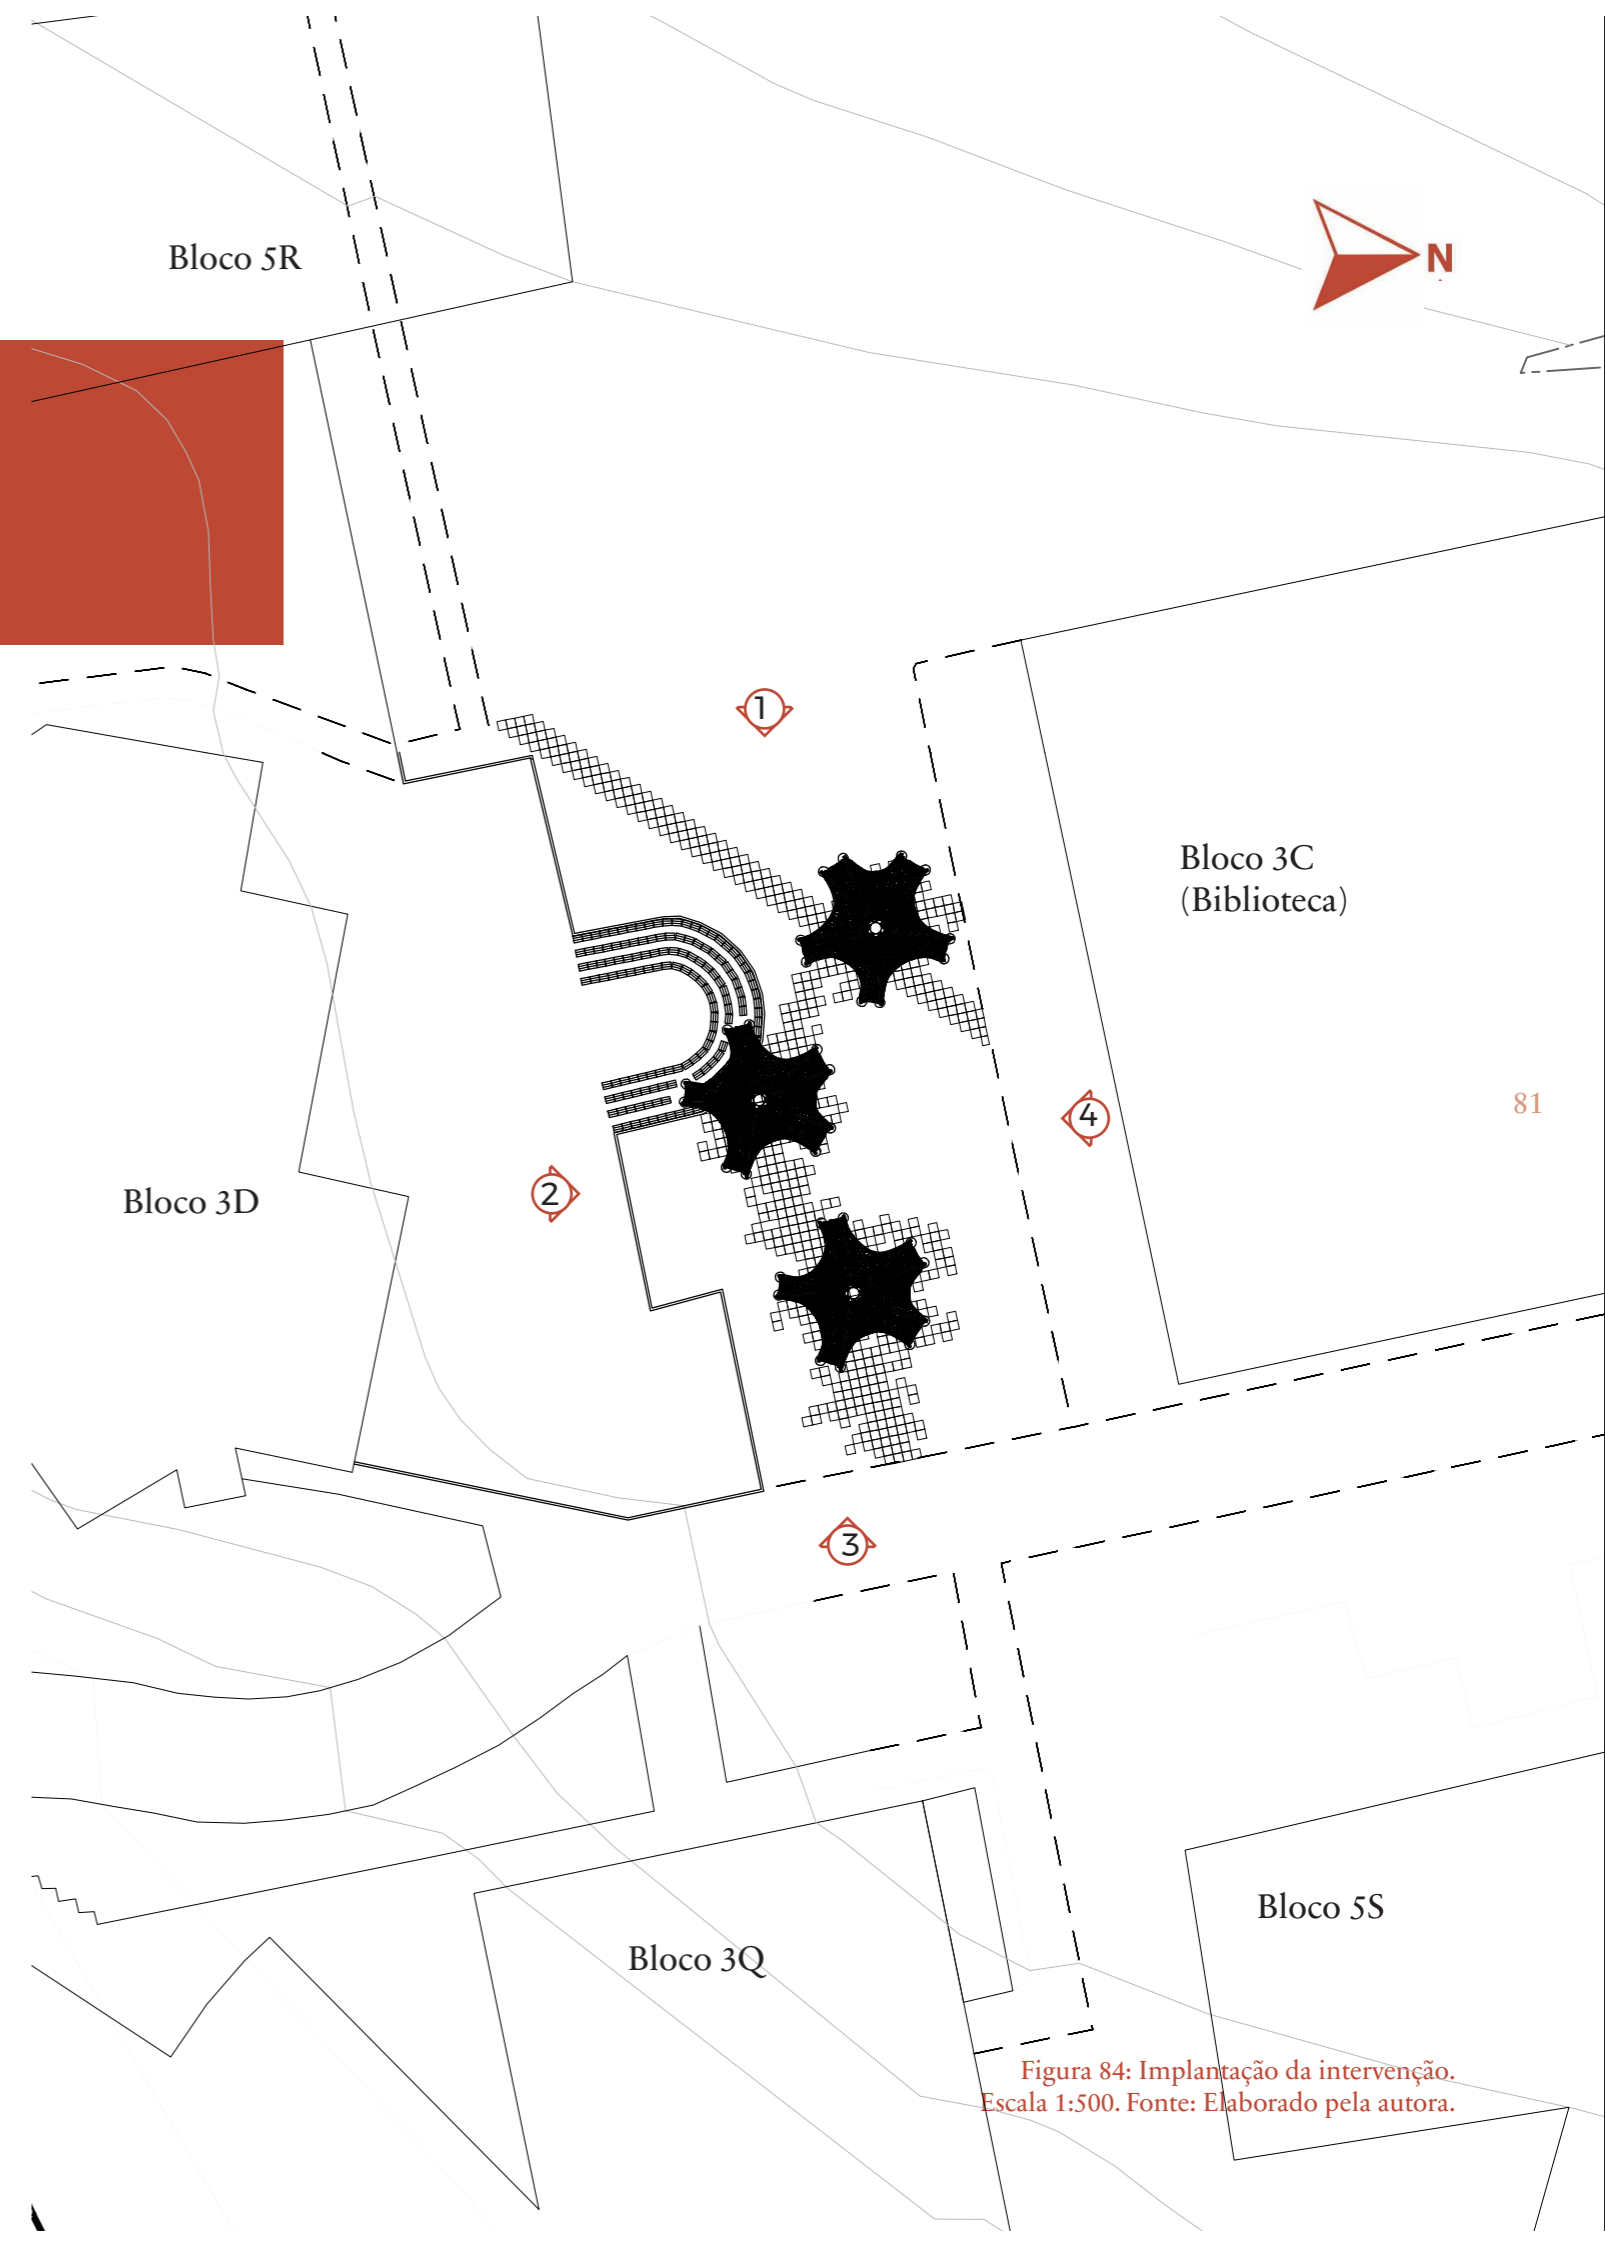 Bloco 5R
N
1
Bloco 3C
(Biblioteca)
81
4
2
Bloco 3D
3
Bloco 5S
Bloco 3Q
Figura 84: Implantação da intervenção.
Escala 1:500. Fonte: Elaborado pela autora.